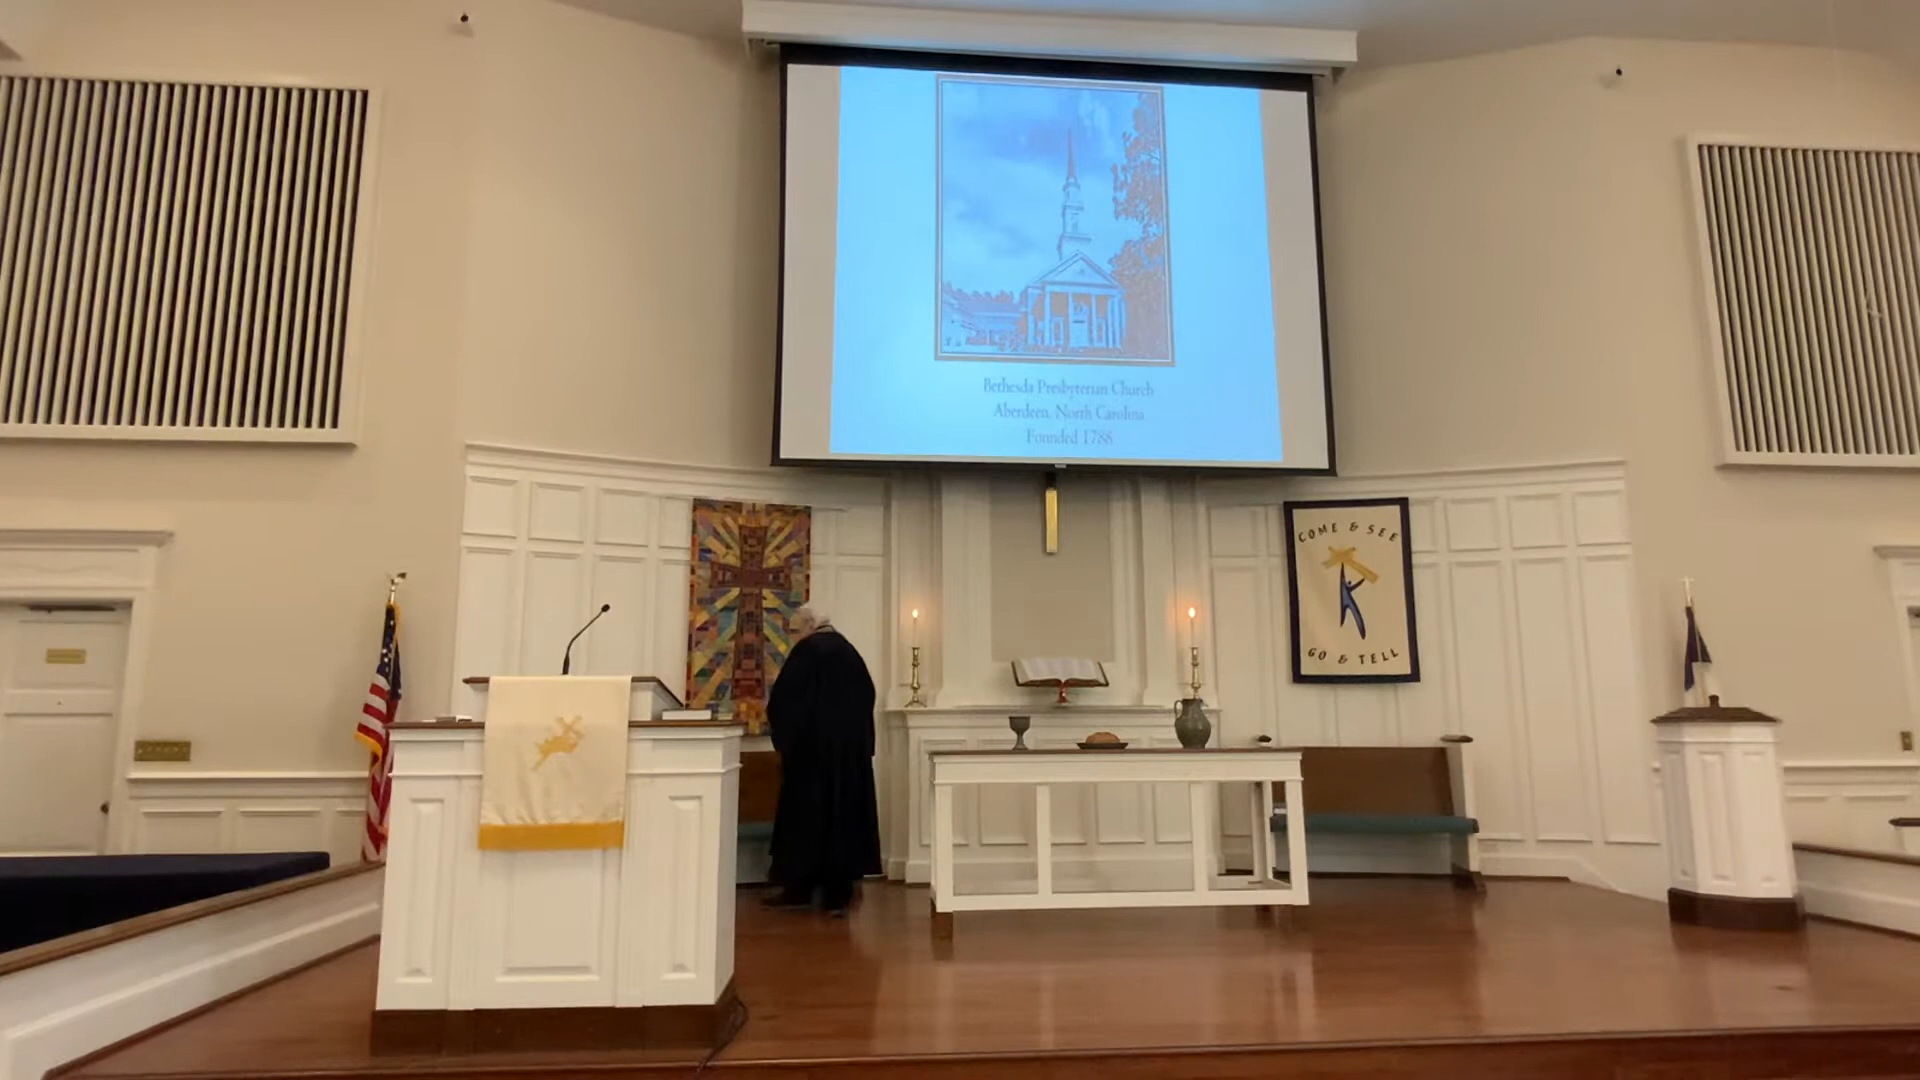 Bethesda Presbyterian Church
Aberdeen, North Carolina
Founded 1788
COME & SEE
GO & TELL